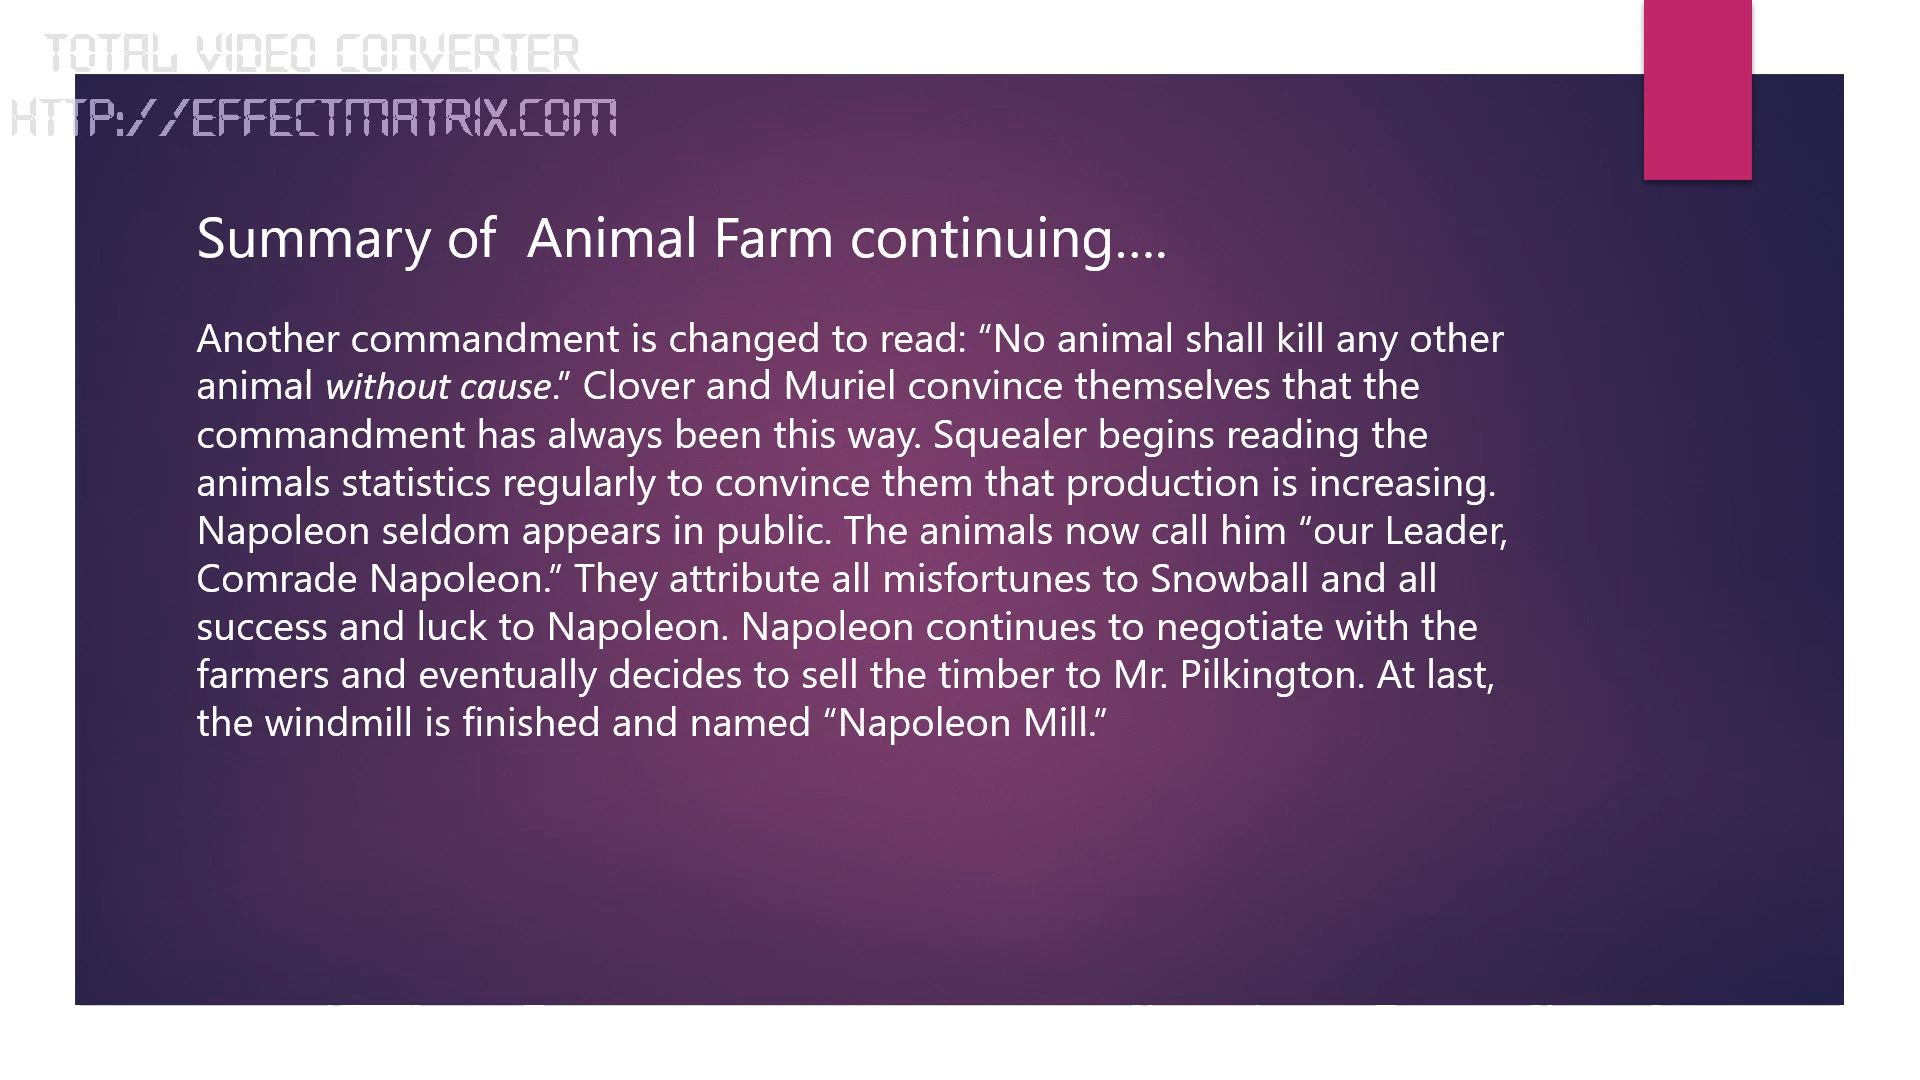 TOTAL VIDEO CONVERTER
HTTP://EFFECTMATRIX.COM
Summary of  Animal Farm continuing....
Another commandment is changed to read: “No animal shall kill any other
animal without cause.” Clover and Muriel convince themselves that the
commandment has always been this way. Squealer begins reading the
animals statistics regularly to convince them that production is increasing.
Napoleon seldom appears in public. The animals now call him “our Leader,
Comrade Napoleon.” They attribute all misfortunes to Snowball and all
success and luck to Napoleon. Napoleon continues to negotiate with the
farmers and eventually decides to sell the timber to Mr. Pilkington. At last,
the windmill is finished and named “Napoleon Mill.”